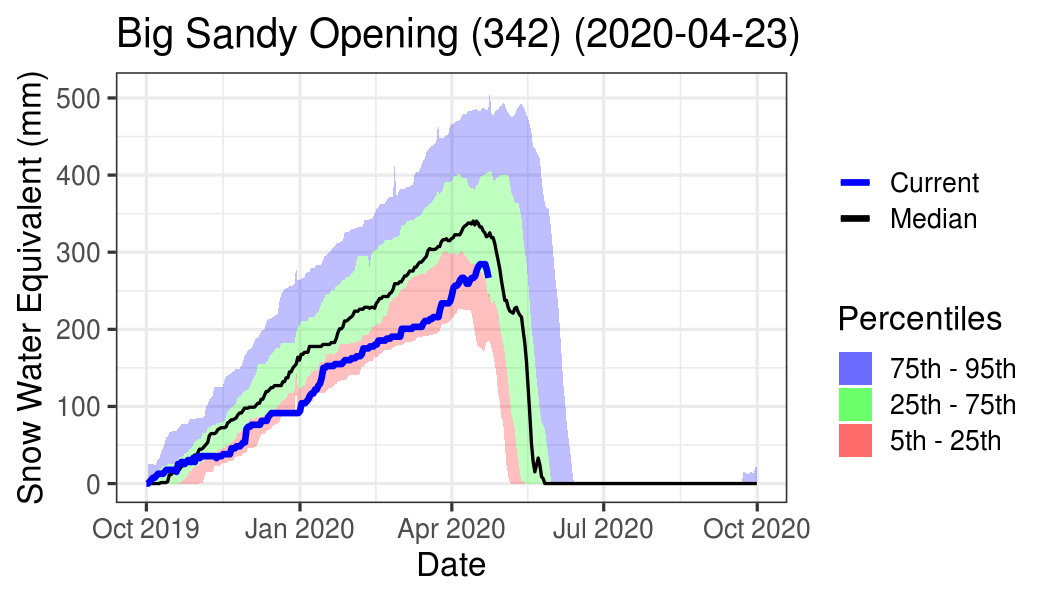 Big Sandy Opening (342) (2020-04-23)
Snow Water Equivalent (mm)
500
400
300
200
100
0
Oct 2019
Jan 2020
Apr 2020
Jul 2020
Oct 2020
Date
Current
Median
Percentiles
75th - 95th
25th - 75th
5th - 25th